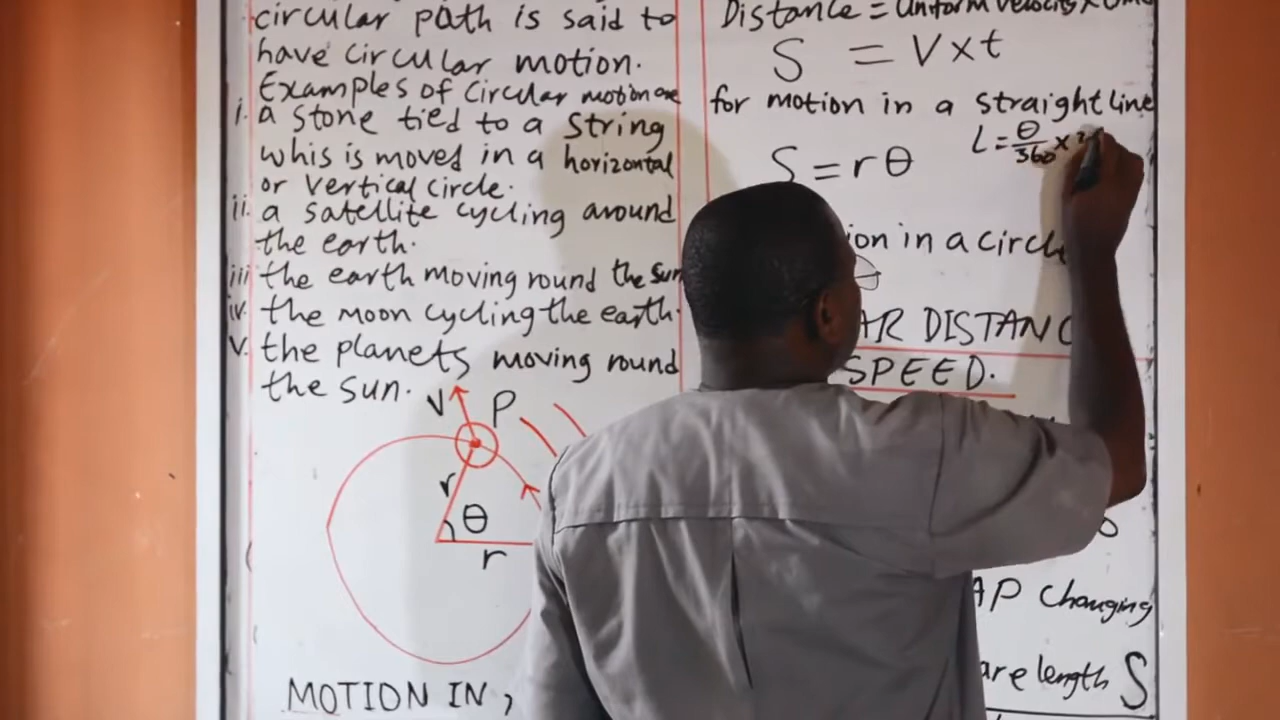 circular path is said to
have circular motion.
Examples of circular motion are
i. a stone tied to a string
whis is moved in a horizontal
or vertical circle.
ii. a satellite cycling around
the earth.
iii the earth moving round the sun
iv. the moon cycling the earth.
v. the planets moving round
the sun.
V P
r
θ
r
MOTION IN,
Distance = Uniform velocity x
S = V x t
for motion in a straight line
L = θ/360 x 2
S = rθ
ion in a circle
AR DISTANC
SPEED.
AP changing
are length S